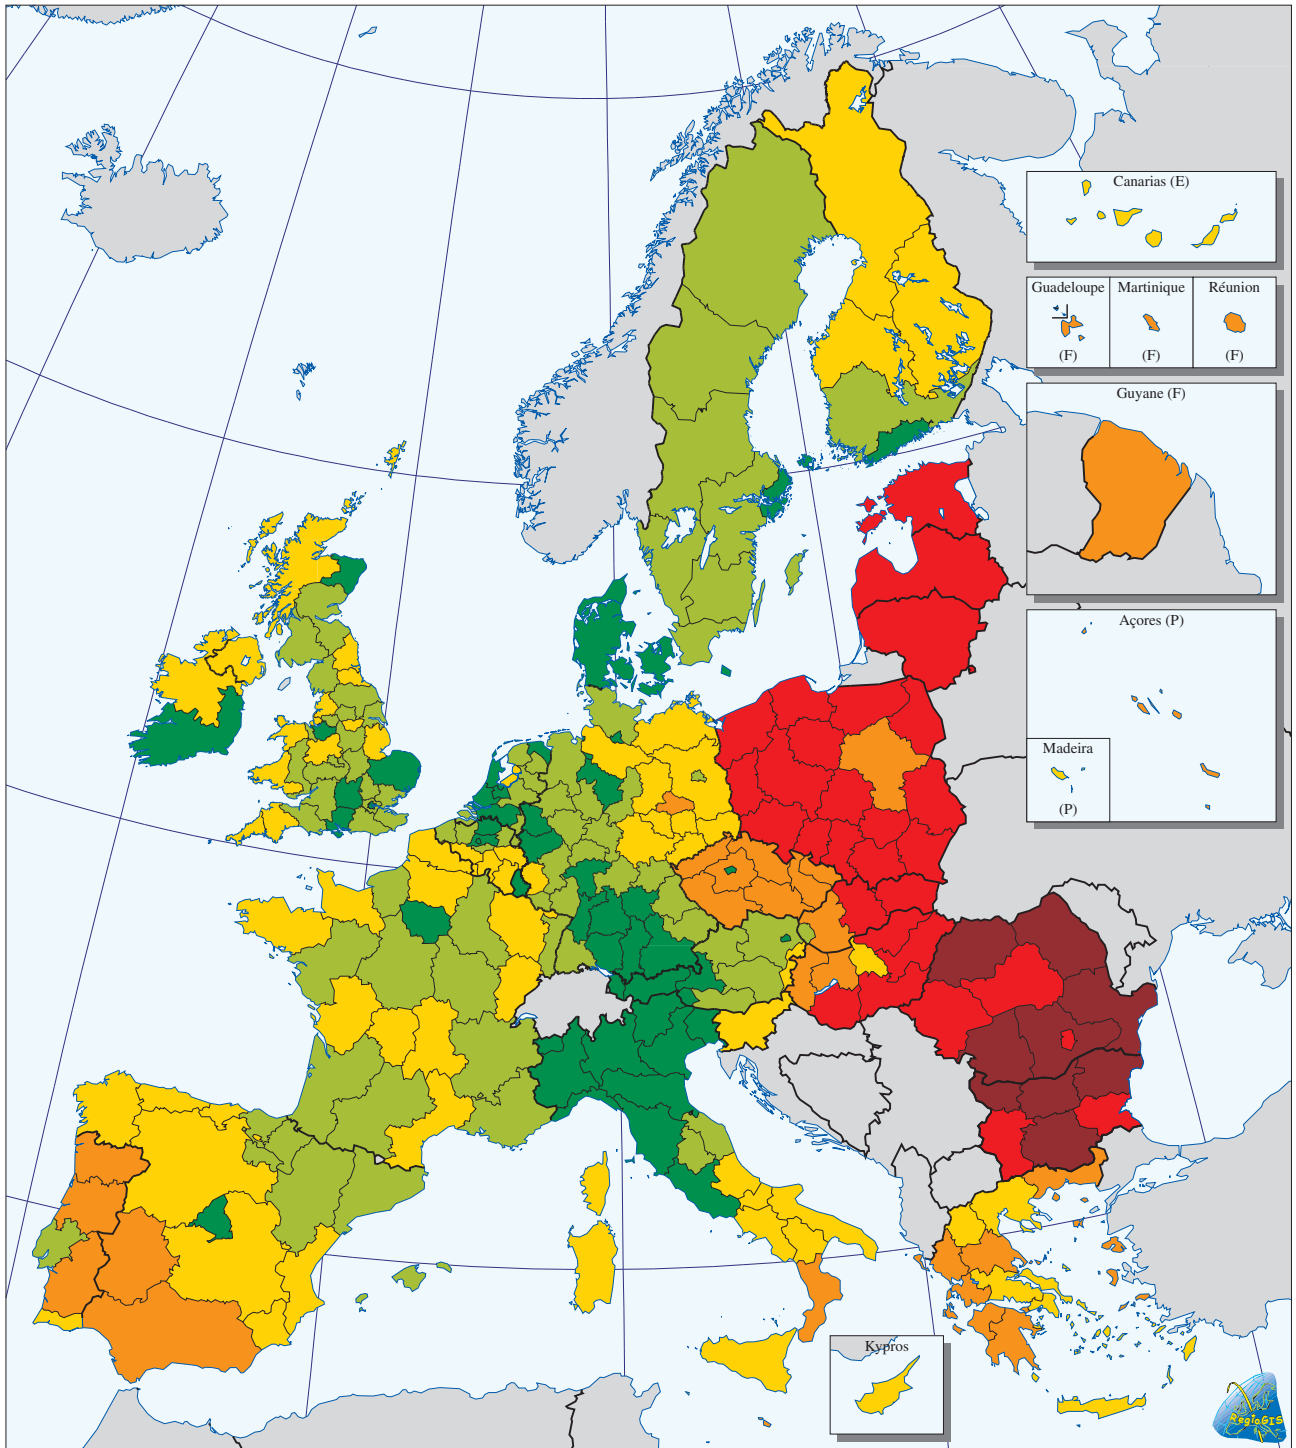 Canarias (E)
Guadeloupe
Martinique
Réunion
(F)
(F)
(F)
Guyane (F)
Açores (P)
Madeira
(P)
Kypros
RegioGIS